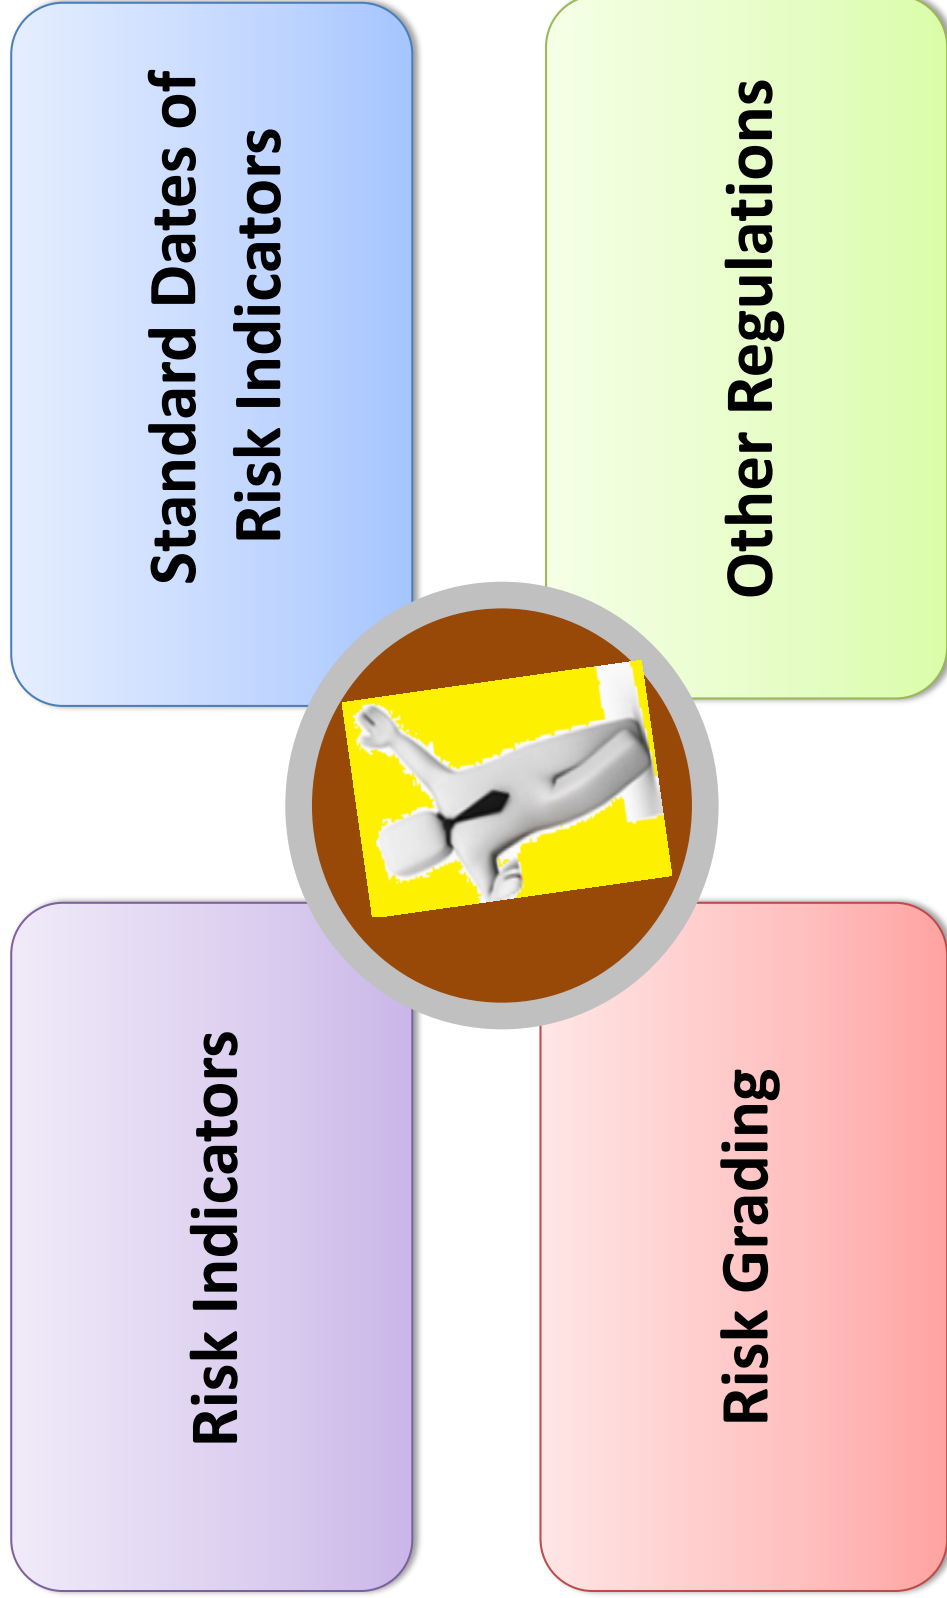 Risk Indicators
Standard Dates of
Risk Indicators
Risk Grading
Other Regulations